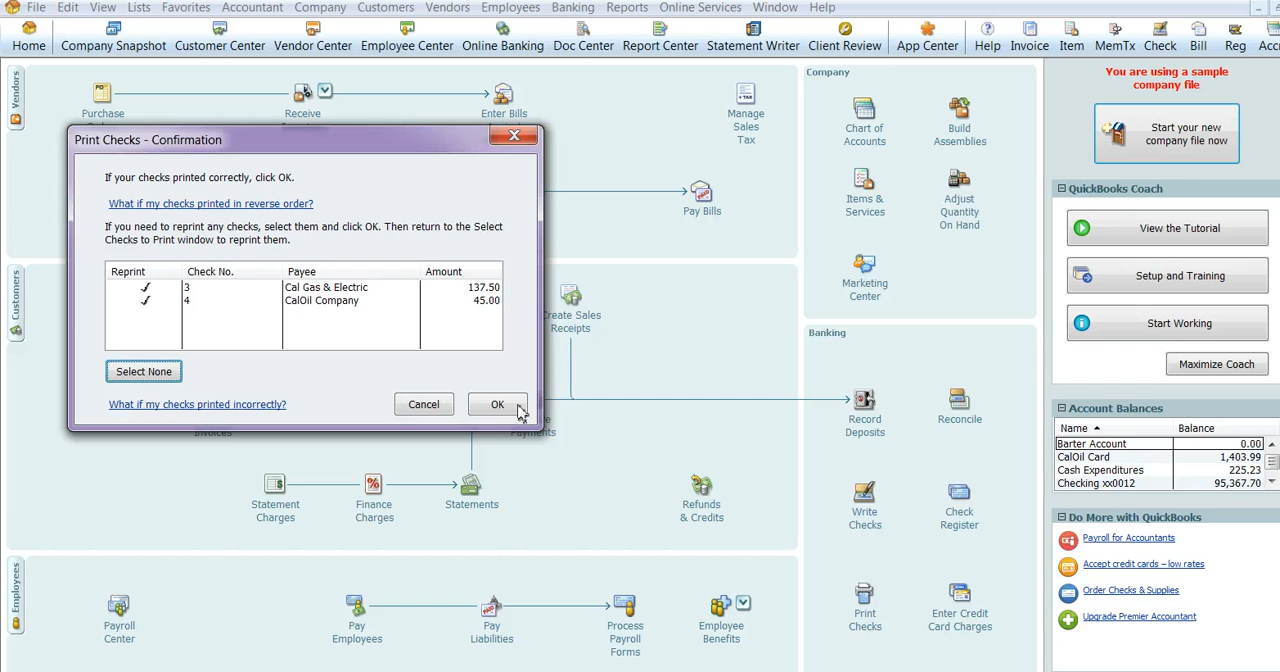 File Edit View Lists Favorites Accountant Company Customers Vendors Employees Banking Reports Online Services Window Help
Home Company Snapshot Customer Center Vendor Center Employee Center Online Banking Doc Center Report Center Statement Writer Client Review App Center Help Invoice Item MemTx Check Bill Reg Acc
Vendors
PO
Purchase
Receive
Enter Bills
+ TAX
Manage
Sales
Tax
Pay Bills
Print Checks - Confirmation
If your checks printed correctly, click OK.
What if my checks printed in reverse order?
If you need to reprint any checks, select them and click OK. Then return to the Select
Checks to Print window to reprint them.
Reprint Check No. Payee Amount
3 Cal Gas & Electric 137.50
4 CalOil Company 45.00
Select None
What if my checks printed incorrectly?
Cancel
OK
Customers
Create Sales
Receipts
Statement
Charges
Finance
Charges
Statements
Refunds
& Credits
Employees
Payroll
Center
Pay
Employees
Pay
Liabilities
Process
Payroll
Forms
Employee
Benefits
Company
Chart of
Accounts
Build
Assemblies
Items &
Services
Adjust
Quantity
On Hand
Marketing
Center
Banking
Record
Deposits
Reconcile
Write
Checks
Check
Register
Print
Checks
Enter Credit
Card Charges
You are using a sample
company file
Start your new
company file now
QuickBooks Coach
View the Tutorial
Setup and Training
Start Working
Maximize Coach
Account Balances
Name Balance
Barter Account 0.00
CalOil Card 1,403.99
Cash Expenditures 225.23
Checking xx0012 95,367.70
Do More with QuickBooks
Payroll for Accountants
Accept credit cards – low rates
Order Checks & Supplies
Upgrade Premier Accountant